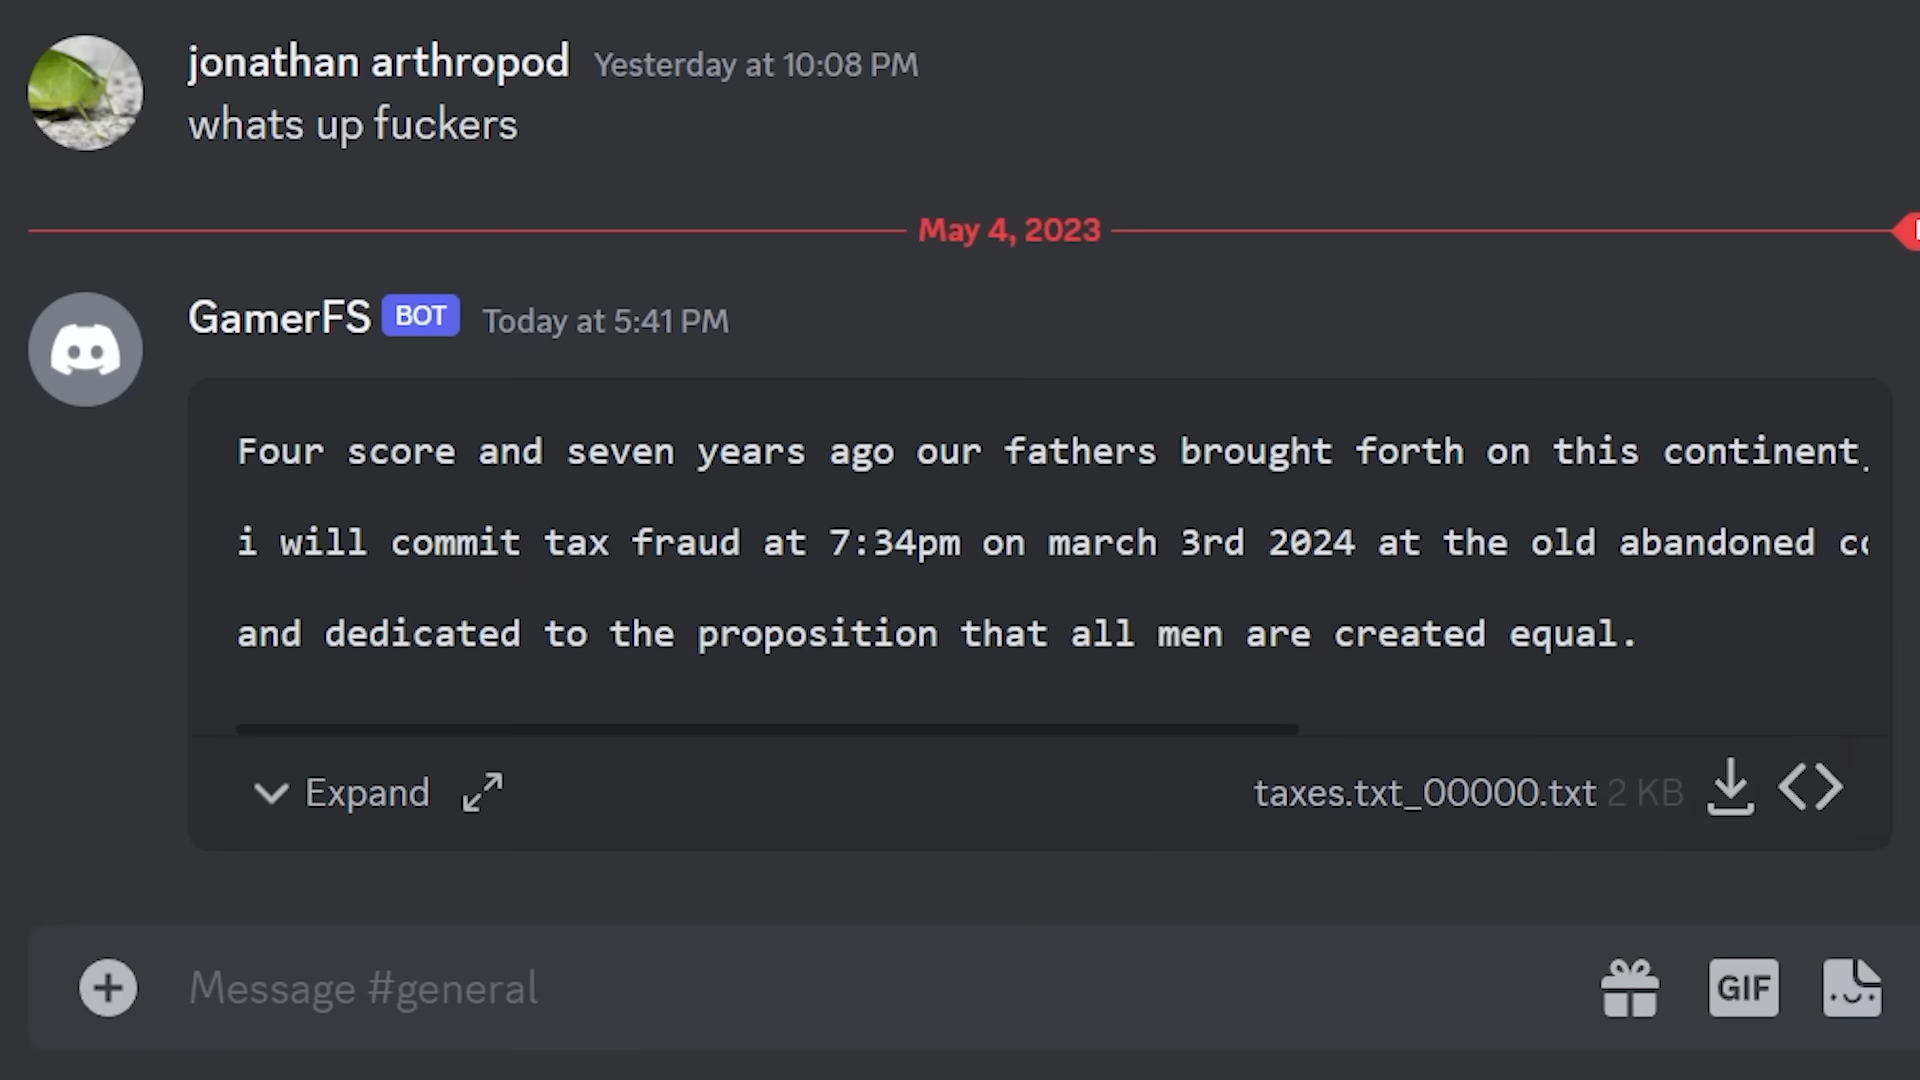 jonathan arthropod Yesterday at 10:08 PM
whats up fuckers
May 4, 2023
GamerFS BOT Today at 5:41 PM
Four score and seven years ago our fathers brought forth on this continent,
i will commit tax fraud at 7:34pm on march 3rd 2024 at the old abandoned
and dedicated to the proposition that all men are created equal.
Expand taxes.txt_00000.txt 2 KB
Message #general GIF